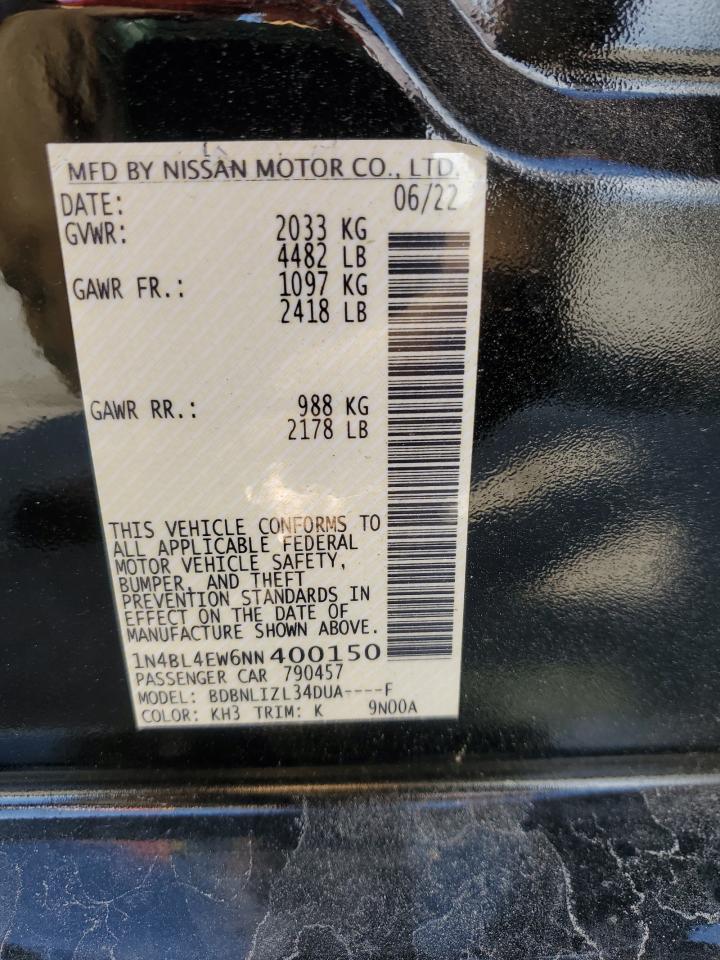 MFD BY NISSAN MOTOR CO., LTD.
DATE: 06/22
GVWR: 2033 KG
4482 LB
GAWR FR.: 1097 KG
2418 LB
GAWR RR.: 988 KG
2178 LB
THIS VEHICLE CONFORMS TO
ALL APPLICABLE FEDERAL
MOTOR VEHICLE SAFETY,
BUMPER, AND THEFT
PREVENTION STANDARDS IN
EFFECT ON THE DATE OF
MANUFACTURE SHOWN ABOVE.
1N4BL4EW6NN400150
PASSENGER CAR 790457
MODEL: BDBNLIZL34DUA----F
COLOR: KH3 TRIM: K 9N00A